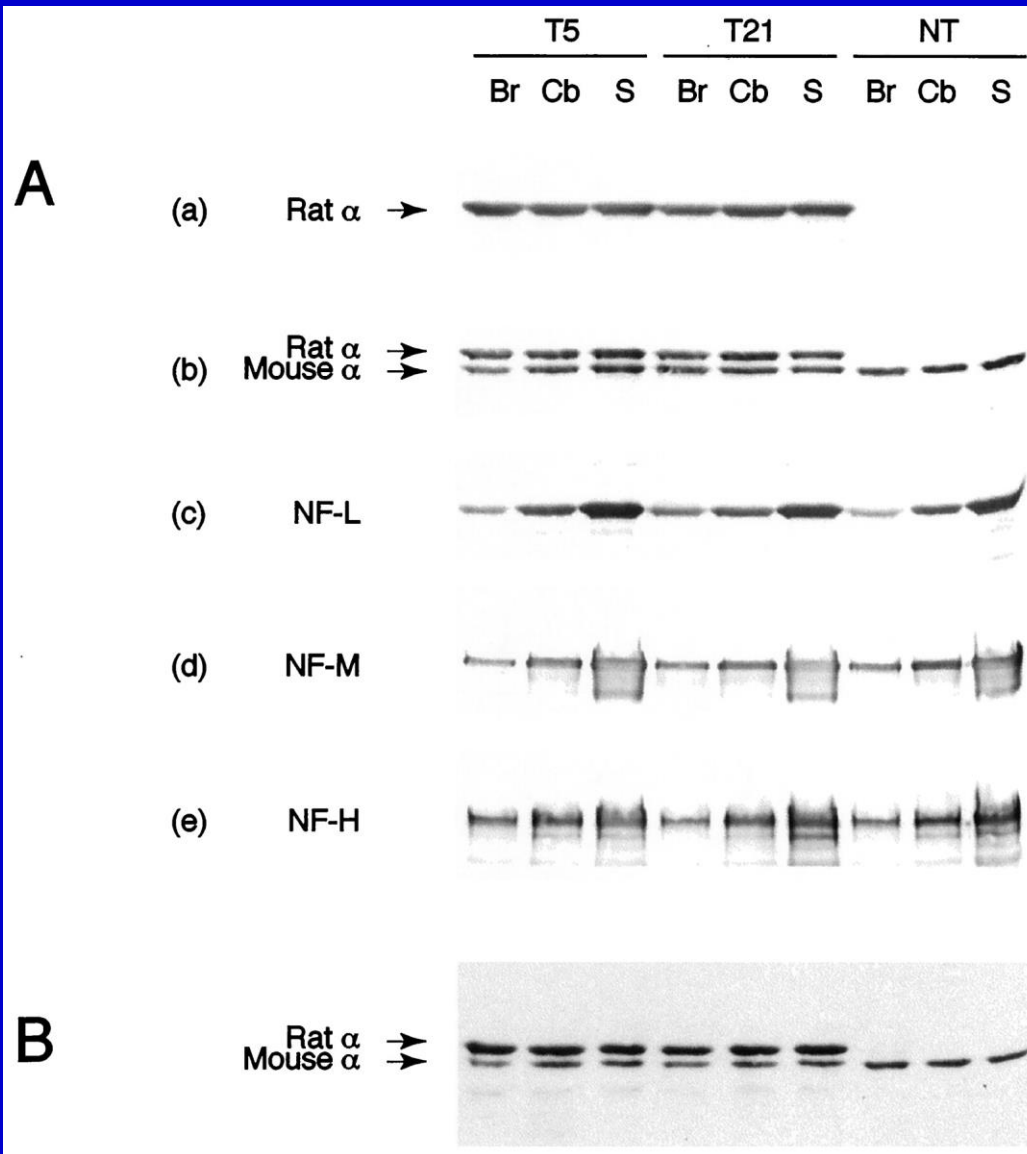 T5 T21 NT
Br Cb S Br Cb S Br Cb S
A
(a) Rat α
(b) Rat α
Mouse α
(c) NF-L
(d) NF-M
(e) NF-H
B
Rat α
Mouse α